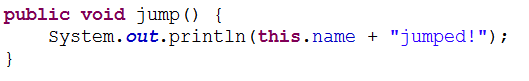 public void jump() {
    System.out.println(this.name + "jumped!");
}